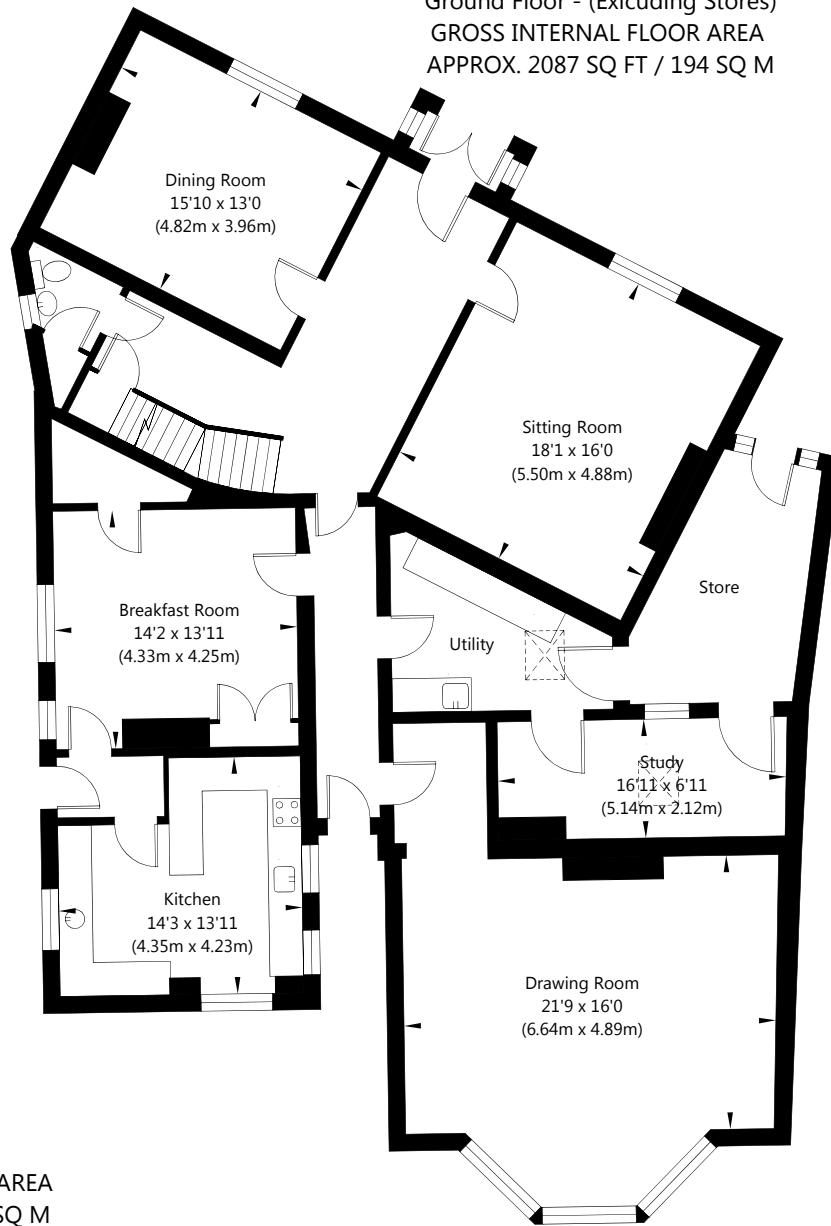 Ground Floor - (Exlcuding Stores)
GROSS INTERNAL FLOOR AREA
APPROX. 2087 SQ FT / 194 SQ M
Dining Room
15'10 x 13'0
(4.82m x 3.96m)
Sitting Room
18'1 x 16'0
(5.50m x 4.88m)
Store
Breakfast Room
14'2 x 13'11
(4.33m x 4.25m)
Utility
Study
16'11 x 6'11
(5.14m x 2.12m)
Kitchen
14'3 x 13'11
(4.35m x 4.23m)
Drawing Room
21'9 x 16'0
(6.64m x 4.89m)
AREA
SQ M